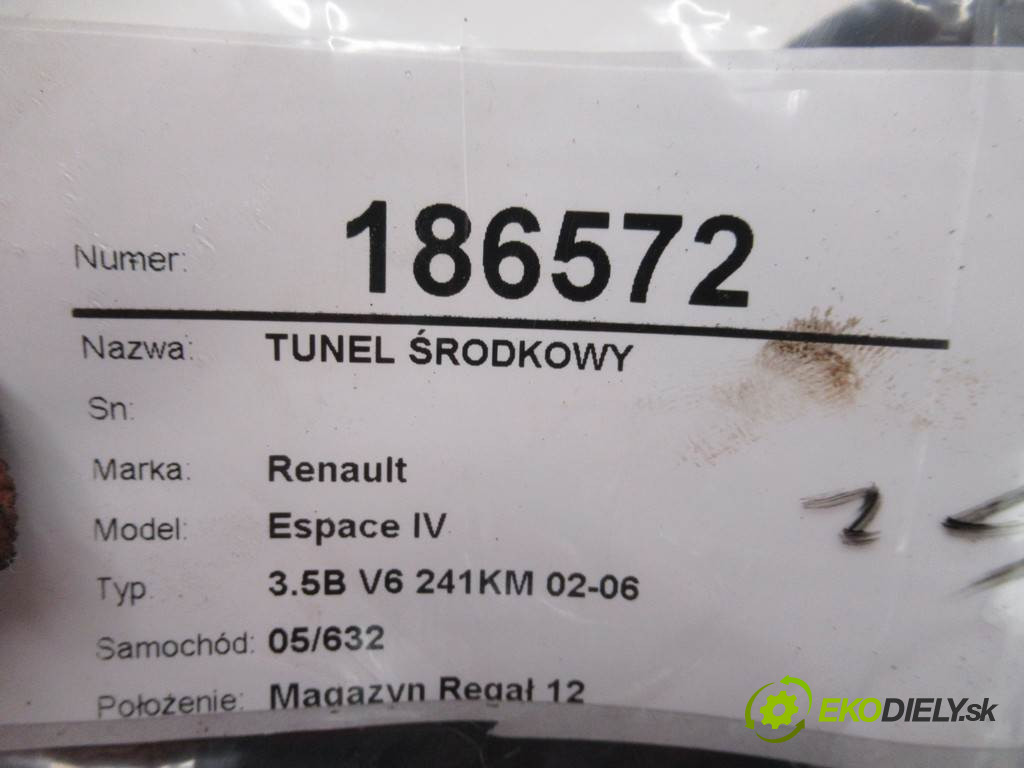 Numer: 186572
Nazwa: TUNEL ŚRODKOWY
Sn:
Marka: Renault
Model: Espace IV
Typ 3.5B V6 241KM 02-06
Samochód: 05/632
Położenie: Magazyn Regał 12
EKODIELY.sk